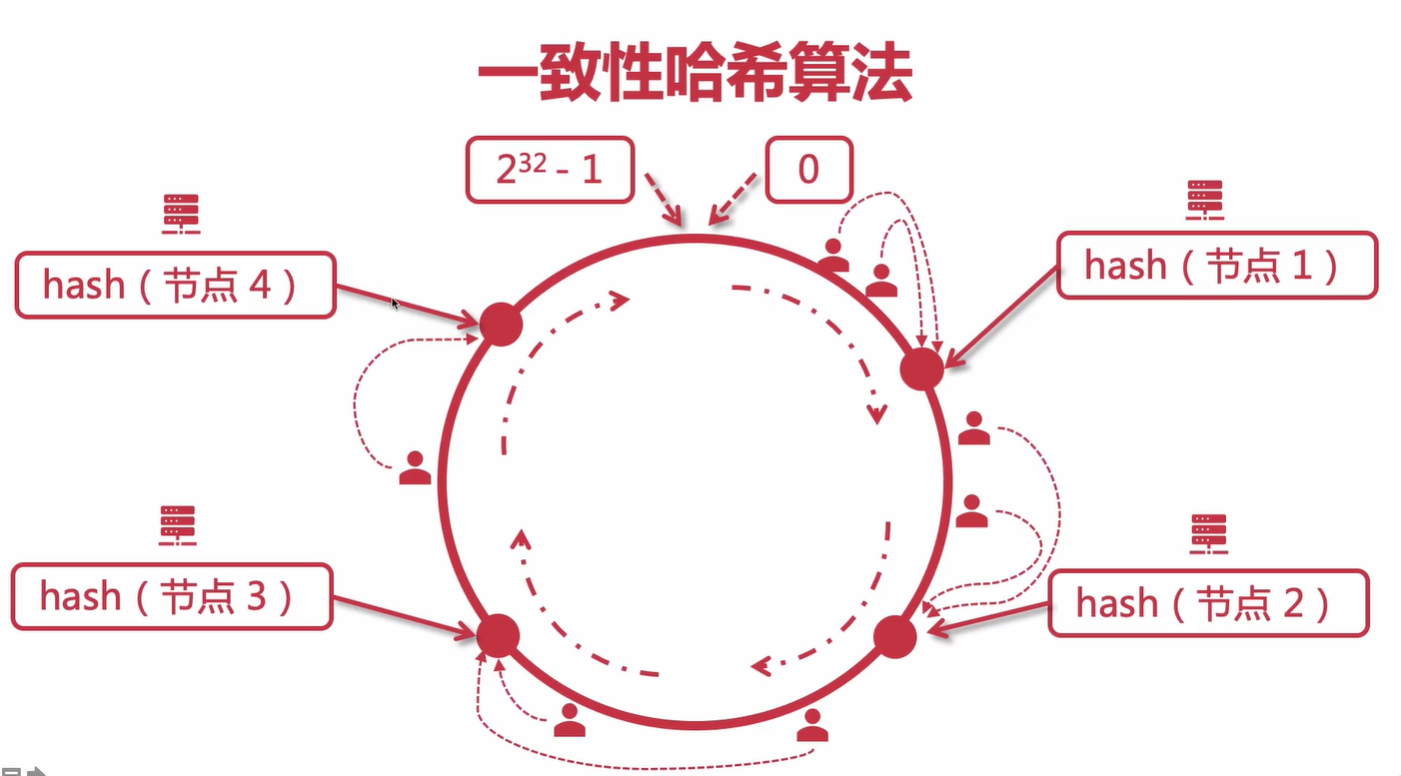 一致性哈希算法
2³² - 1
0
hash（节点 4）
hash（节点 1）
hash（节点 3）
hash（节点 2）